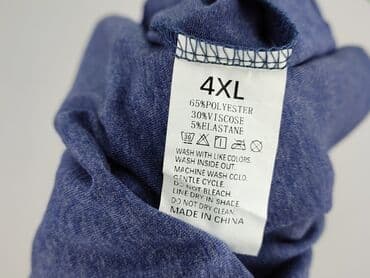 4XL
65%POLYESTER
30%VISCOSE
5%ELASTANE
30
WASH WITH LIKE COLORS.
WASH INSIDE OUT.
MACHINE WASH COLD.
GENTLE CYCLE.
DO NOT BLEACH.
LINE DRY IN SHADE
DO NOT DRY CLEAN.
MADE IN CHINA